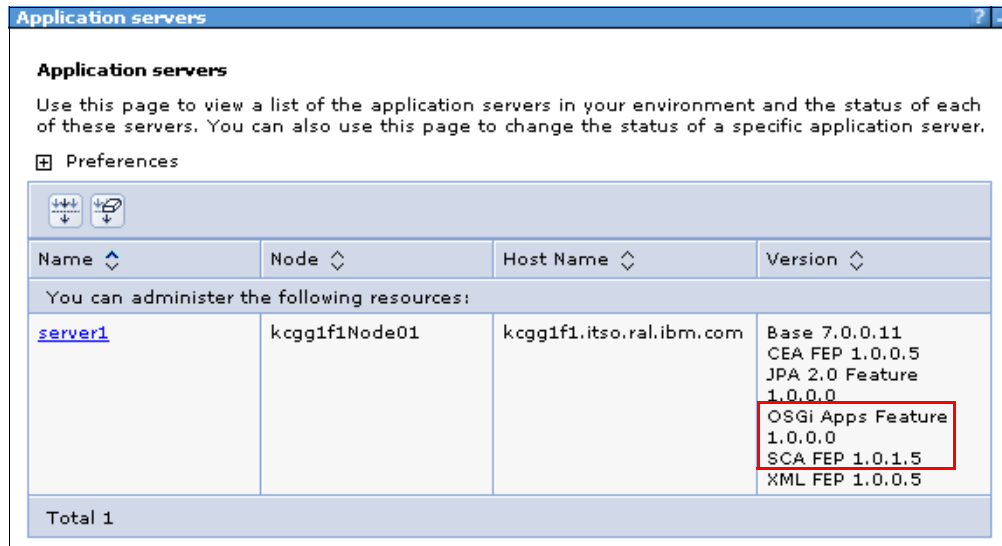 Application servers
?
Application servers
Use this page to view a list of the application servers in your environment and the status of each
of these servers. You can also use this page to change the status of a specific application server.
Preferences
Name Node Host Name Version
You can administer the following resources:
server1 kcgg1f1Node01 kcgg1f1.itso.ral.ibm.com Base 7.0.0.11
CEA FEP 1.0.0.5
JPA 2.0 Feature
1.0.0.0
OSGi Apps Feature
1.0.0.0
SCA FEP 1.0.1.5
XML FEP 1.0.0.5
Total 1